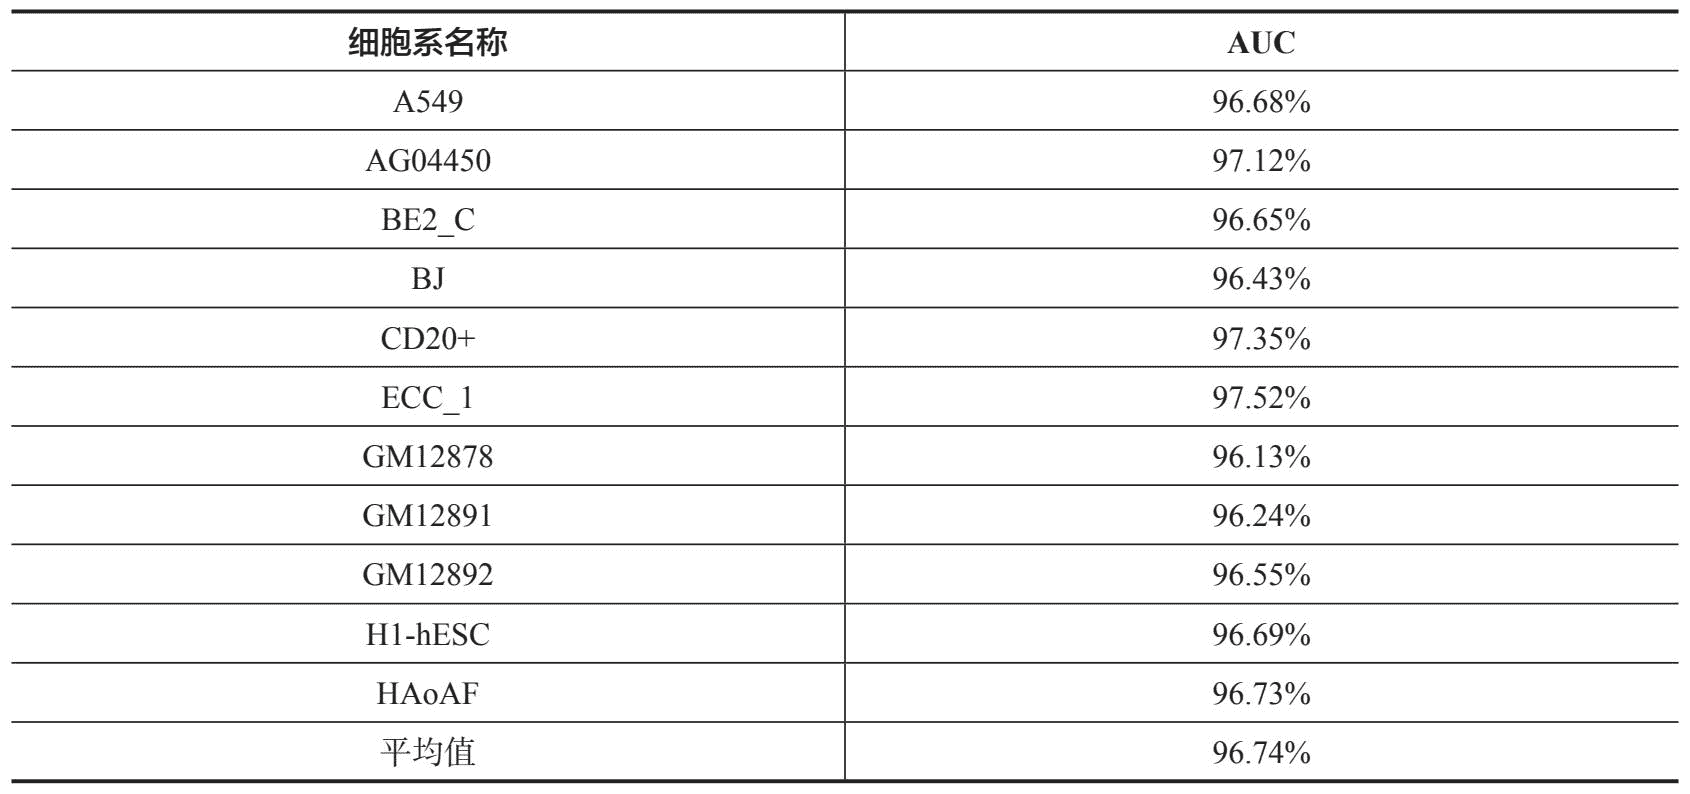 细胞系名称 AUC
A549 96.68%
AG04450 97.12%
BE2_C 96.65%
BJ 96.43%
CD20+ 97.35%
ECC_1 97.52%
GM12878 96.13%
GM12891 96.24%
GM12892 96.55%
H1-hESC 96.69%
HAoAF 96.73%
平均值 96.74%